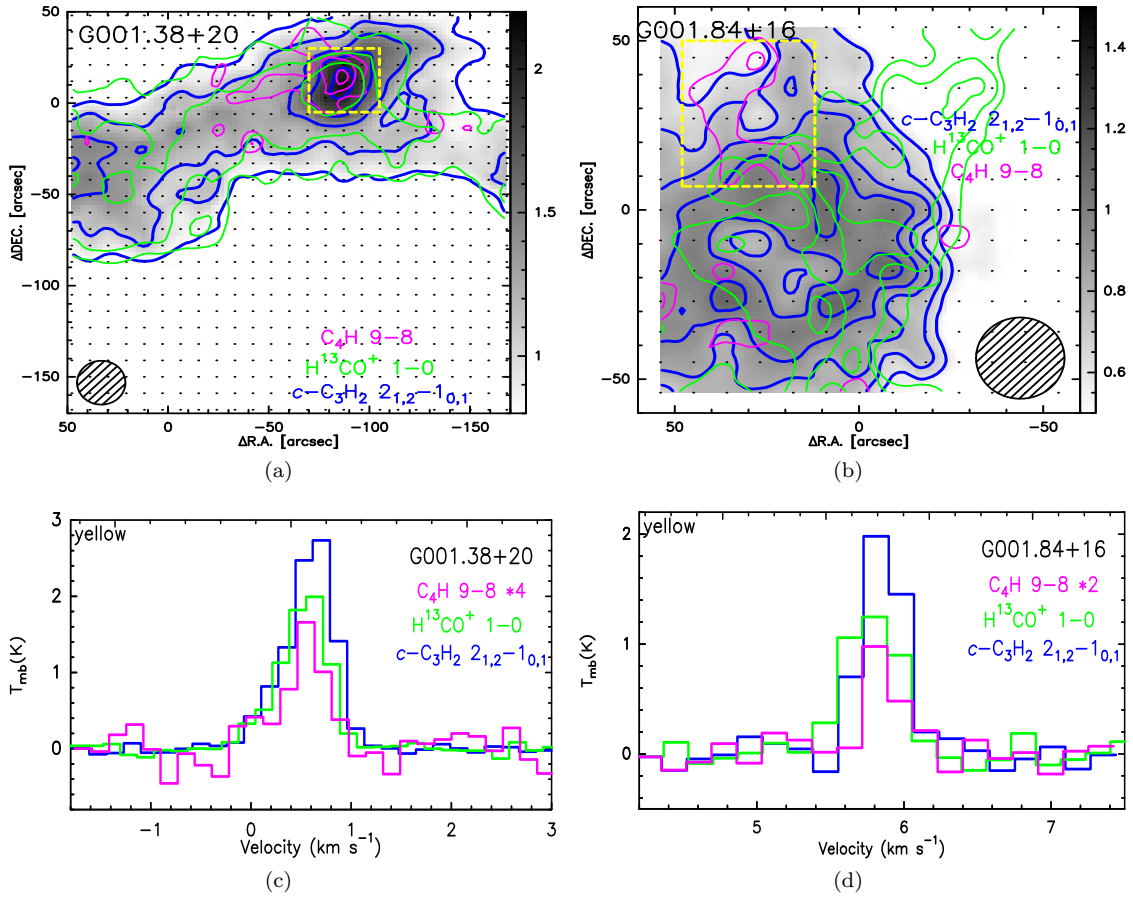 G001.38+20
50
0
−50
−100
−150
ΔDEC. [arcsec]
C₄H 9−8
H¹³CO⁺ 1−0
c−C₃H₂ 2₁,₂−1₀,₁
50 0 −50 −100 −150
ΔR.A. [arcsec]
2
1.5
1
(a)
G001.84+16
50
0
−50
ΔDEC. [arcsec]
c−C₃H₂ 2₁,₂−1₀,₁
H¹³CO⁺ 1−0
C₄H 9−8
50 0 −50
ΔR.A. [arcsec]
1.4
1.2
1
0.8
0.6
(b)
yellow
G001.38+20
C₄H 9−8 *4
H¹³CO⁺ 1−0
c−C₃H₂ 2₁,₂−1₀,₁
3
2
1
0
Tmb(K)
−1 0 1 2 3
Velocity (km s⁻¹)
(c)
yellow
G001.84+16
C₄H 9−8 *2
H¹³CO⁺ 1−0
c−C₃H₂ 2₁,₂−1₀,₁
2
1
0
Tmb(K)
5 6 7
Velocity (km s⁻¹)
(d)